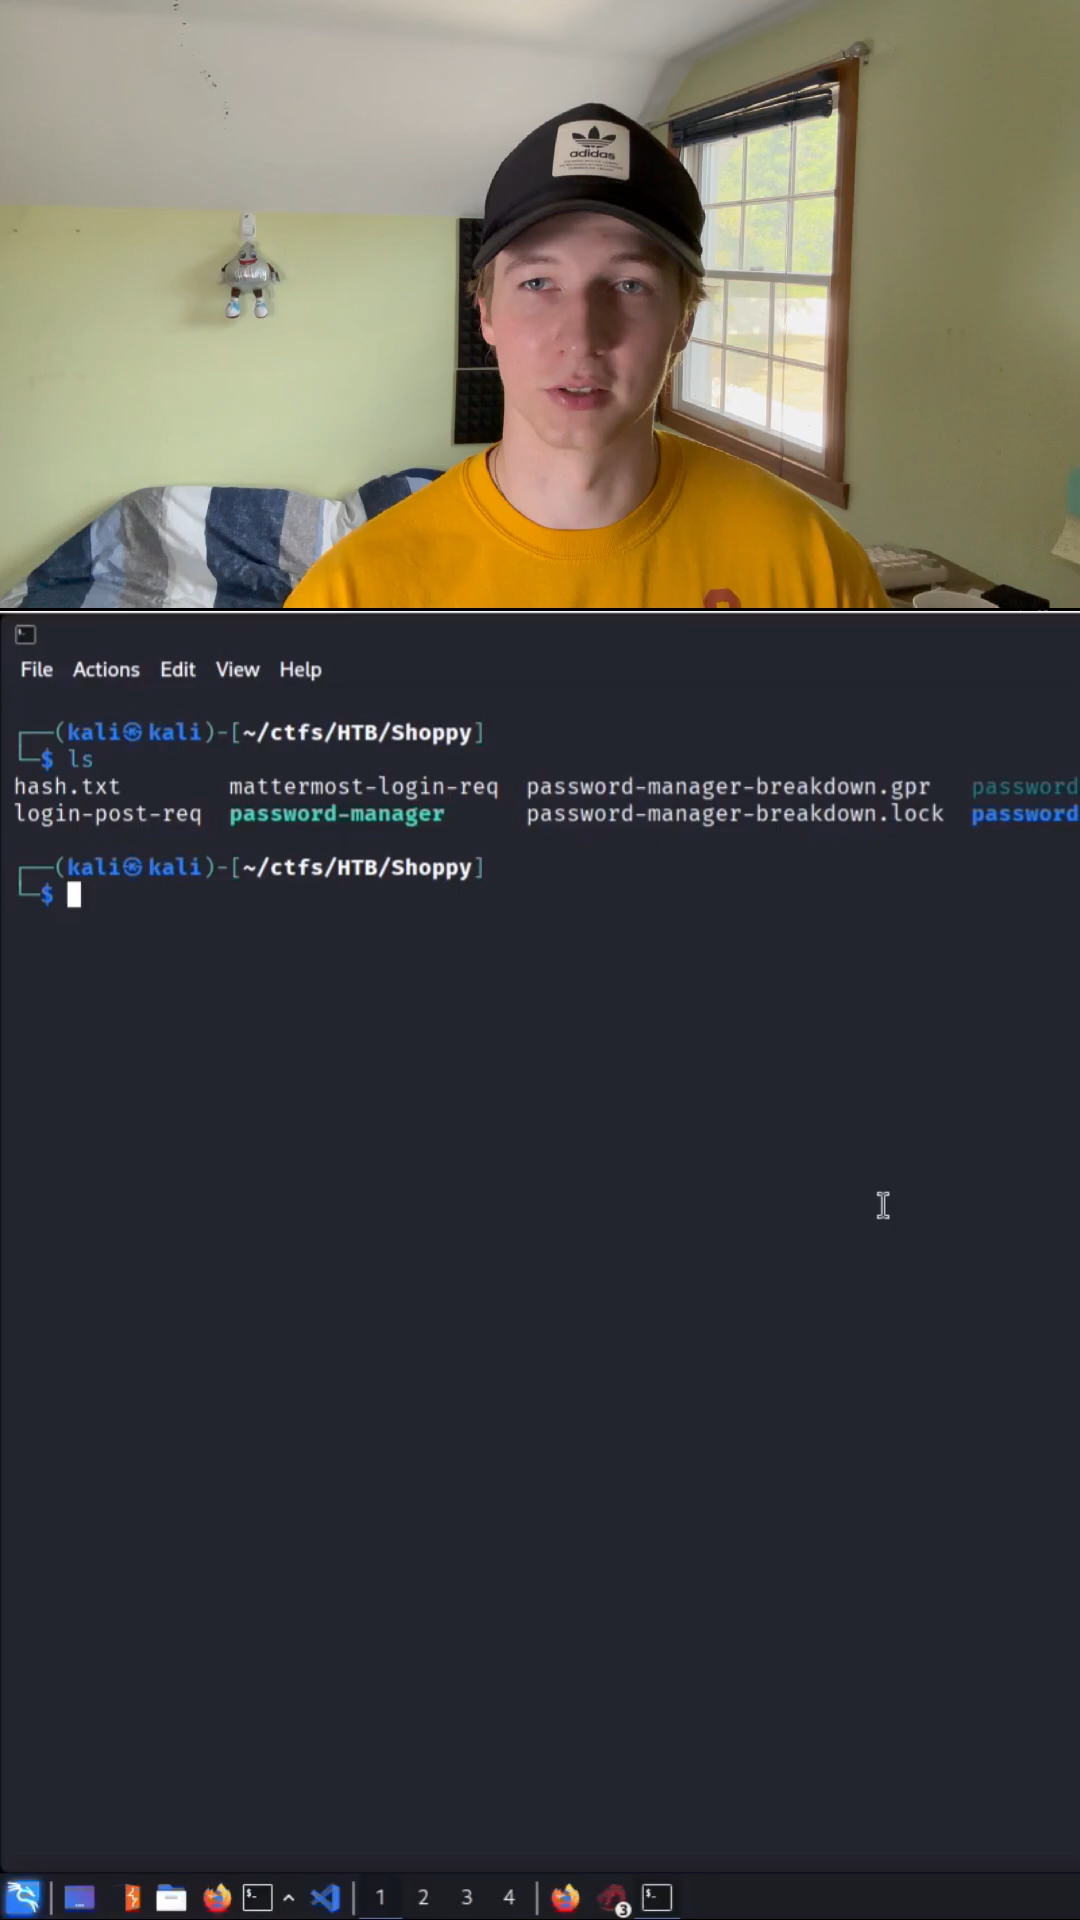 adidas
File Actions Edit View Help
(kali㉿kali)-[~/ctfs/HTB/Shoppy]
$ ls
hash.txt mattermost-login-req password-manager-breakdown.gpr password
login-post-req password-manager password-manager-breakdown.lock password
(kali㉿kali)-[~/ctfs/HTB/Shoppy]
$
1 2 3 4 3